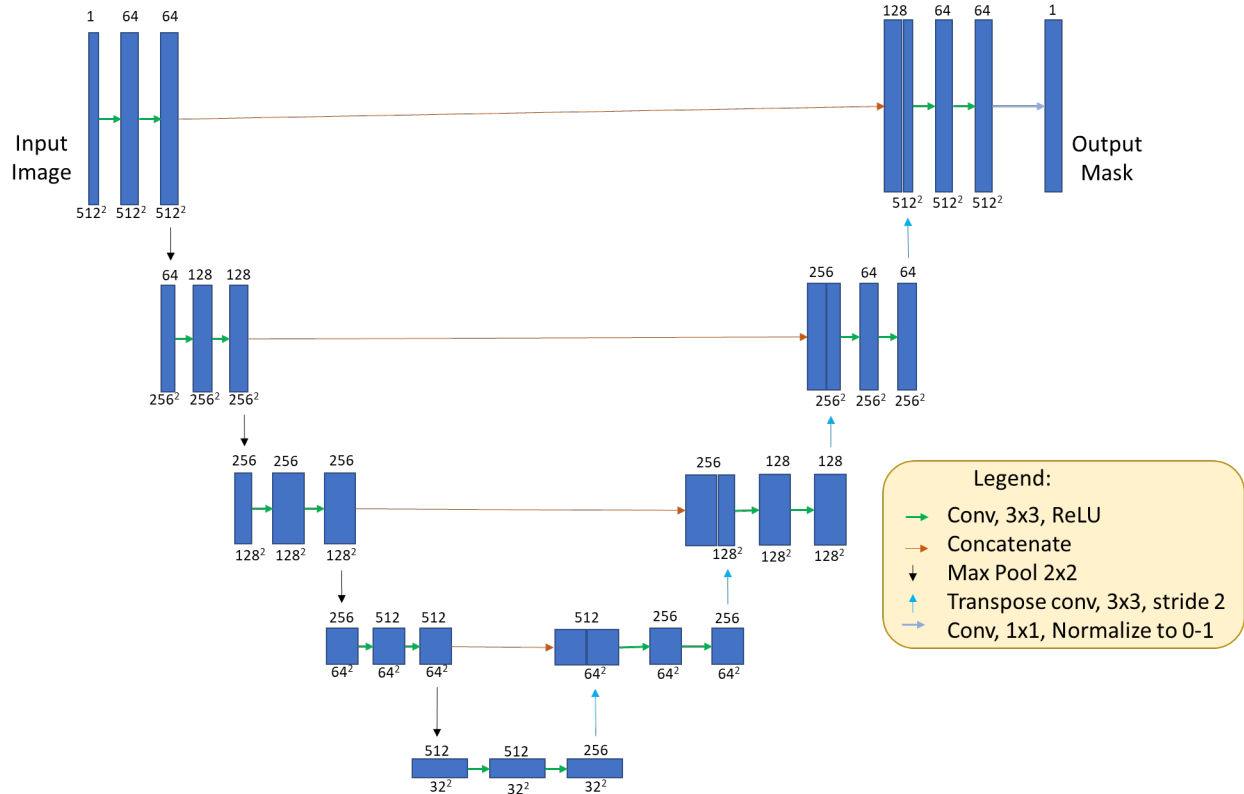 1 64 64 128 64 64 1
Input
Image
Output
Mask
512² 512² 512² 512² 512² 512²
64 128 128 256 64 64
256² 256² 256² 256² 256² 256²
256 256 256 256 128 128
128² 128² 128² 128² 128² 128²
Legend:
Conv, 3x3, ReLU
Concatenate
Max Pool 2x2
Transpose conv, 3x3, stride 2
Conv, 1x1, Normalize to 0-1
256 512 512 512 256 256
64² 64² 64² 64² 64² 64²
512 512 256
32² 32² 32²